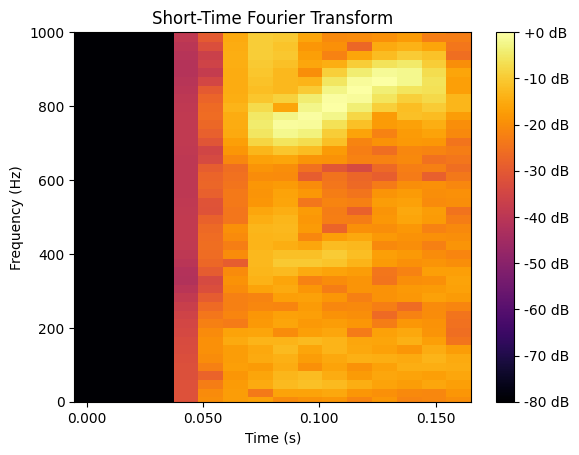 Short-Time Fourier Transform
Frequency (Hz)
1000
800
600
400
200
0
0.000
0.050
0.100
0.150
Time (s)
+0 dB
-10 dB
-20 dB
-30 dB
-40 dB
-50 dB
-60 dB
-70 dB
-80 dB